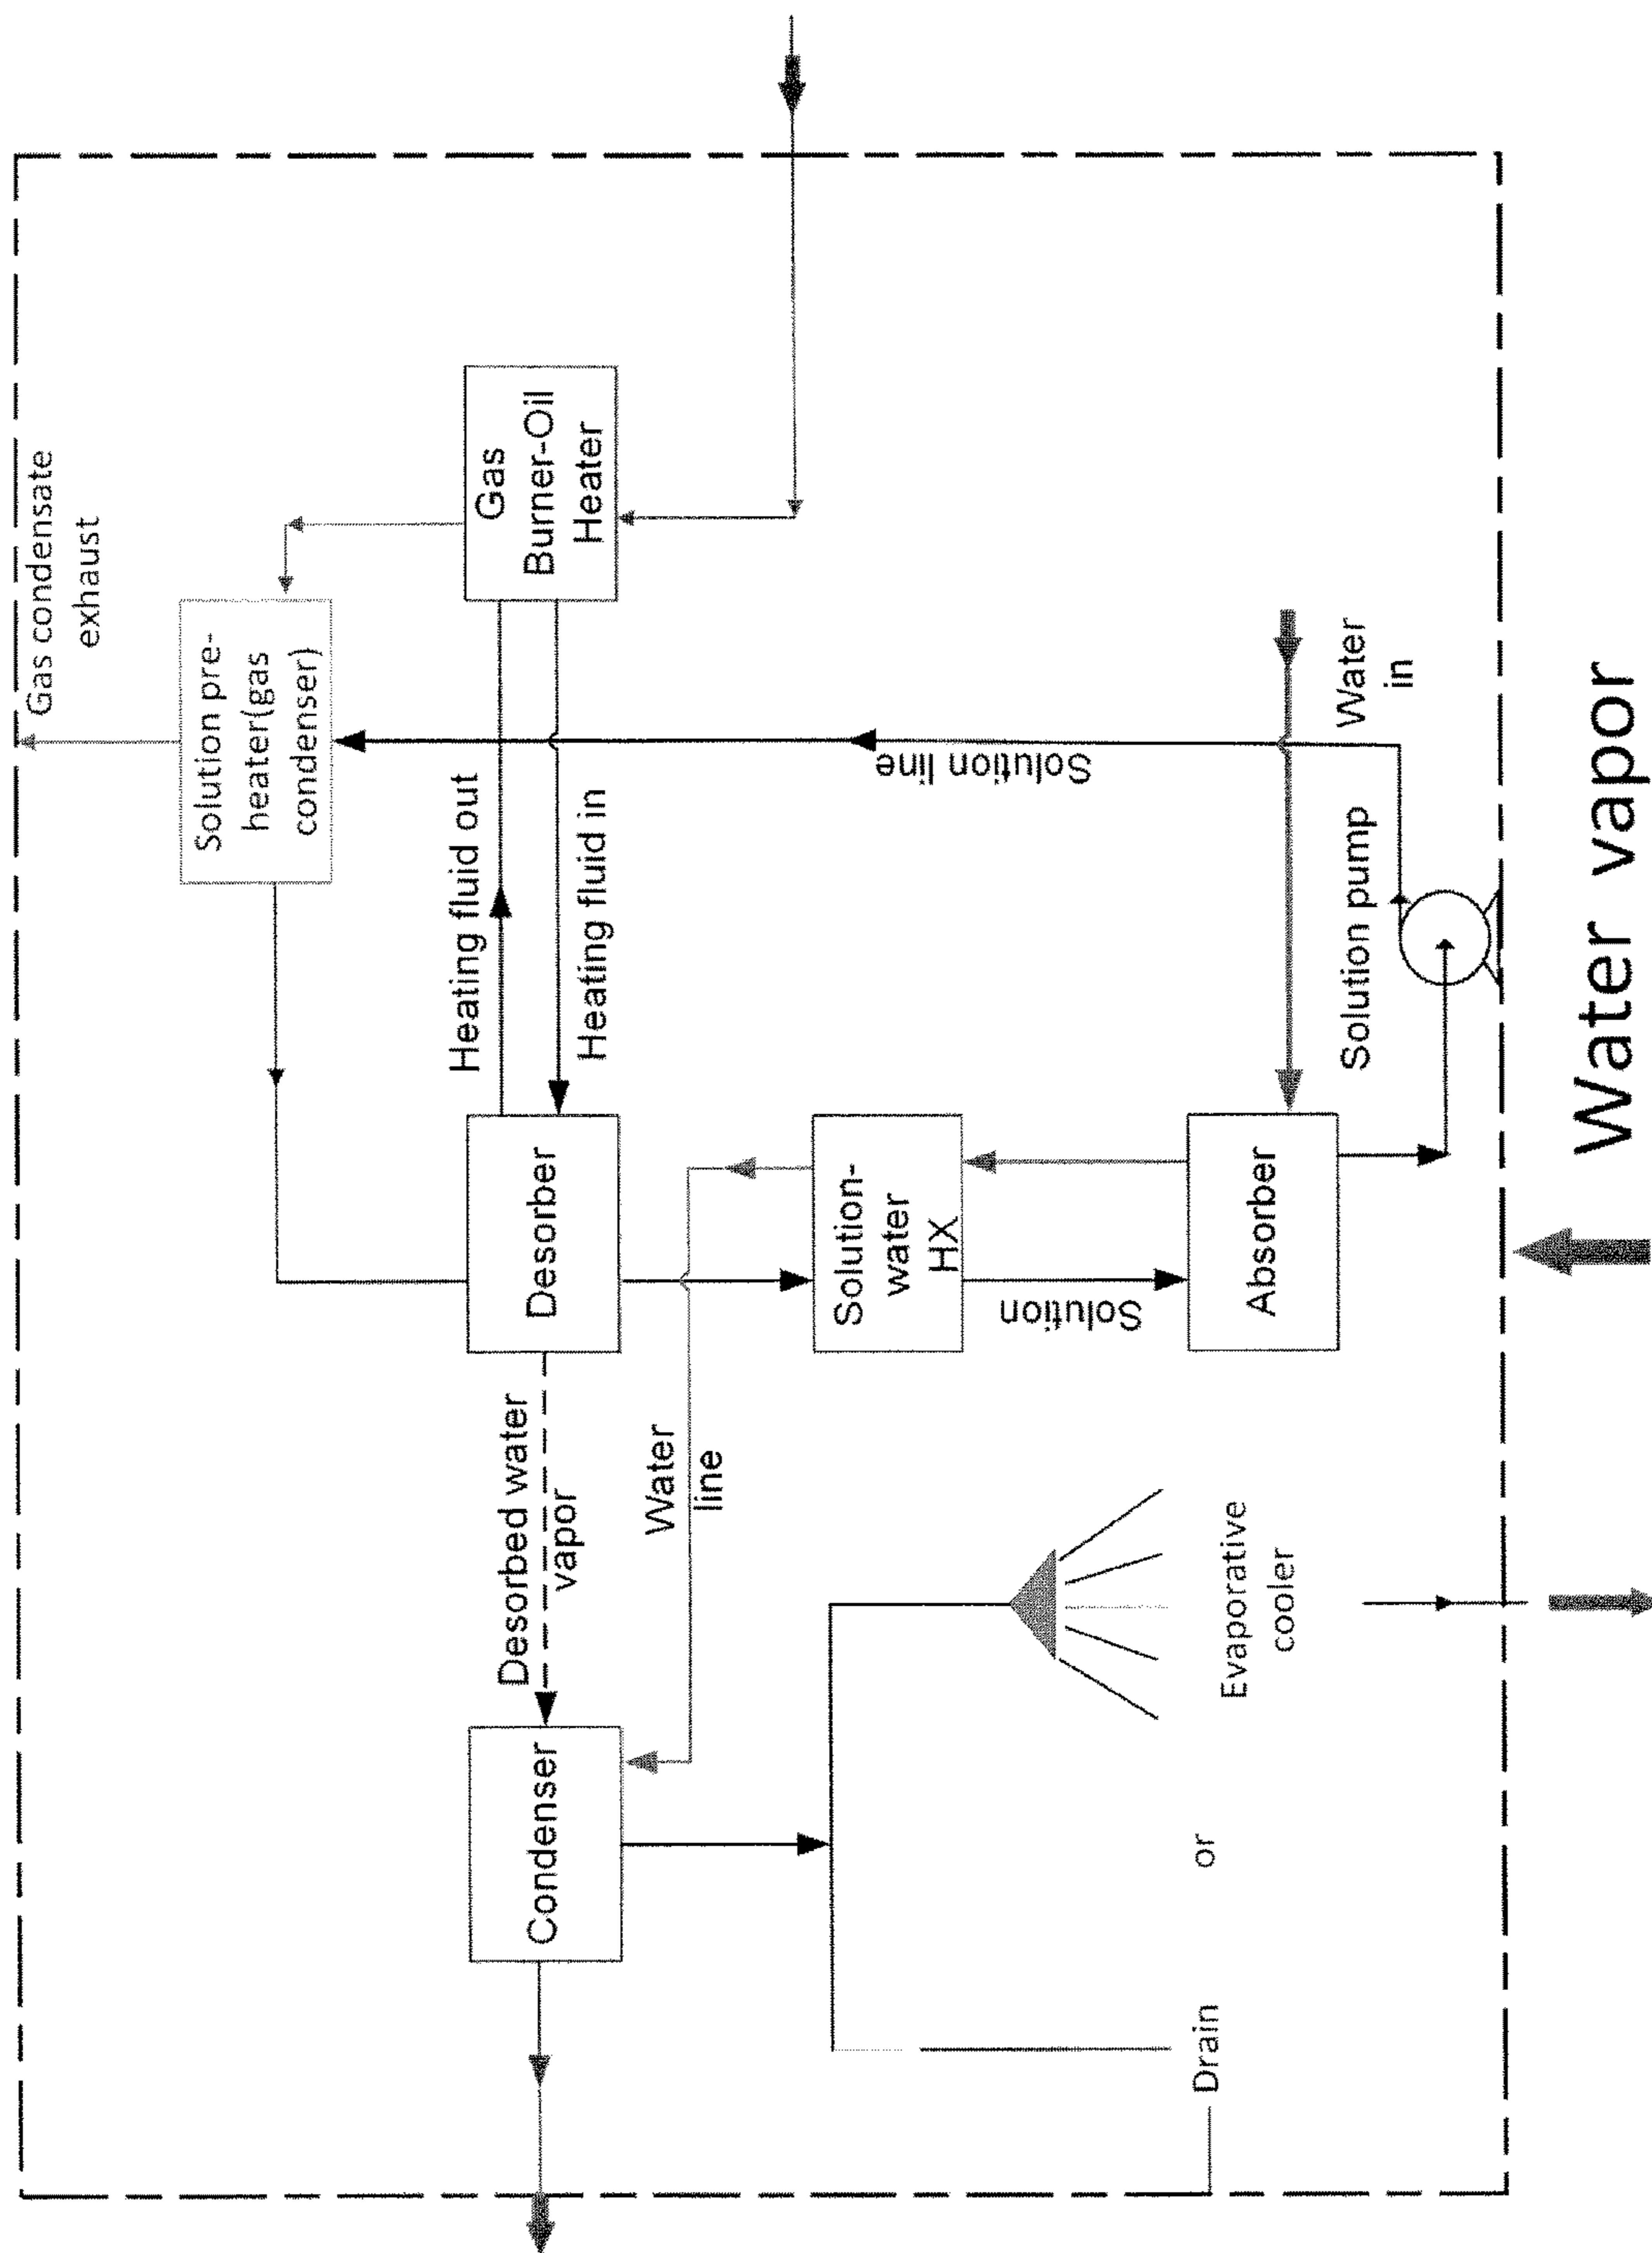 Gas condensate
exhaust
Solution pre-
heater(gas
condenser)
Gas
Burner-Oil
Heater
Heating fluid out
Heating fluid in
Desorber
Desorbed water
vapor
Condenser
Water
line
Solution-
water
HX
Solution
Solution line
Absorber
Water
in
Solution pump
Evaporative
cooler
or
Drain
Water vapor